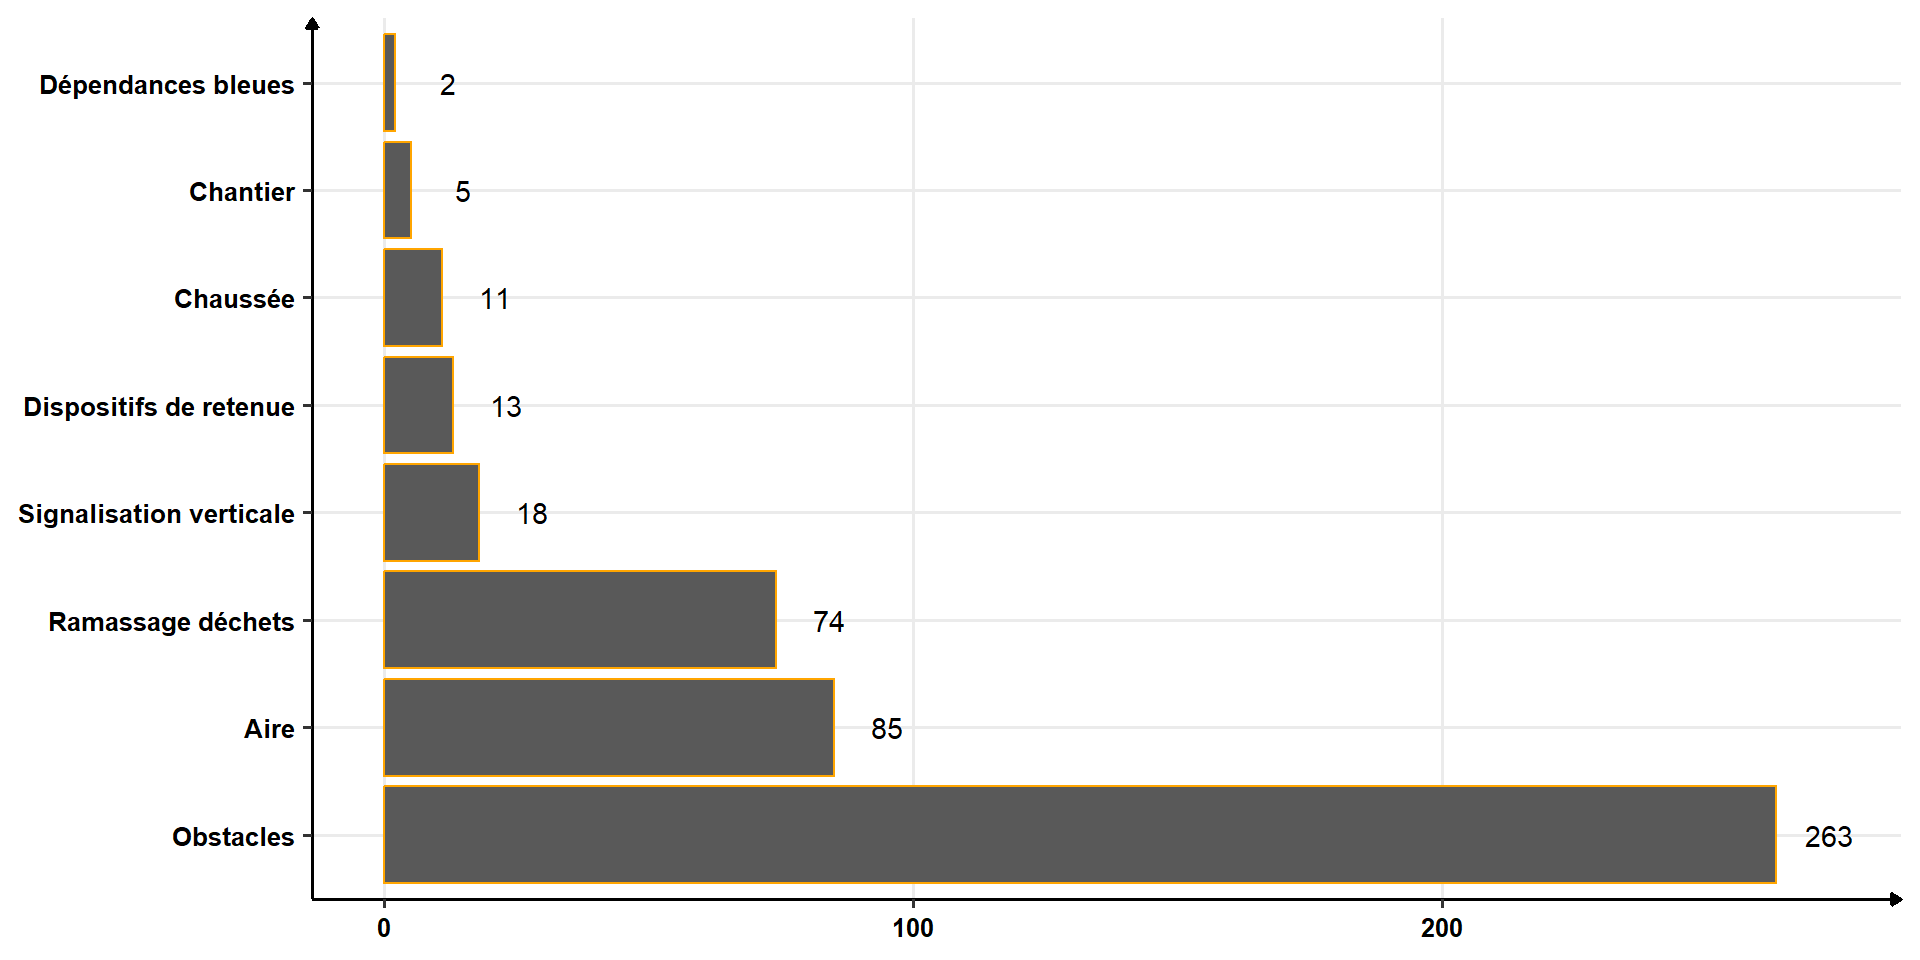 Dépendances bleues 2
Chantier 5
Chaussée 11
Dispositifs de retenue 13
Signalisation verticale 18
Ramassage déchets 74
Aire 85
Obstacles 263
0 100 200